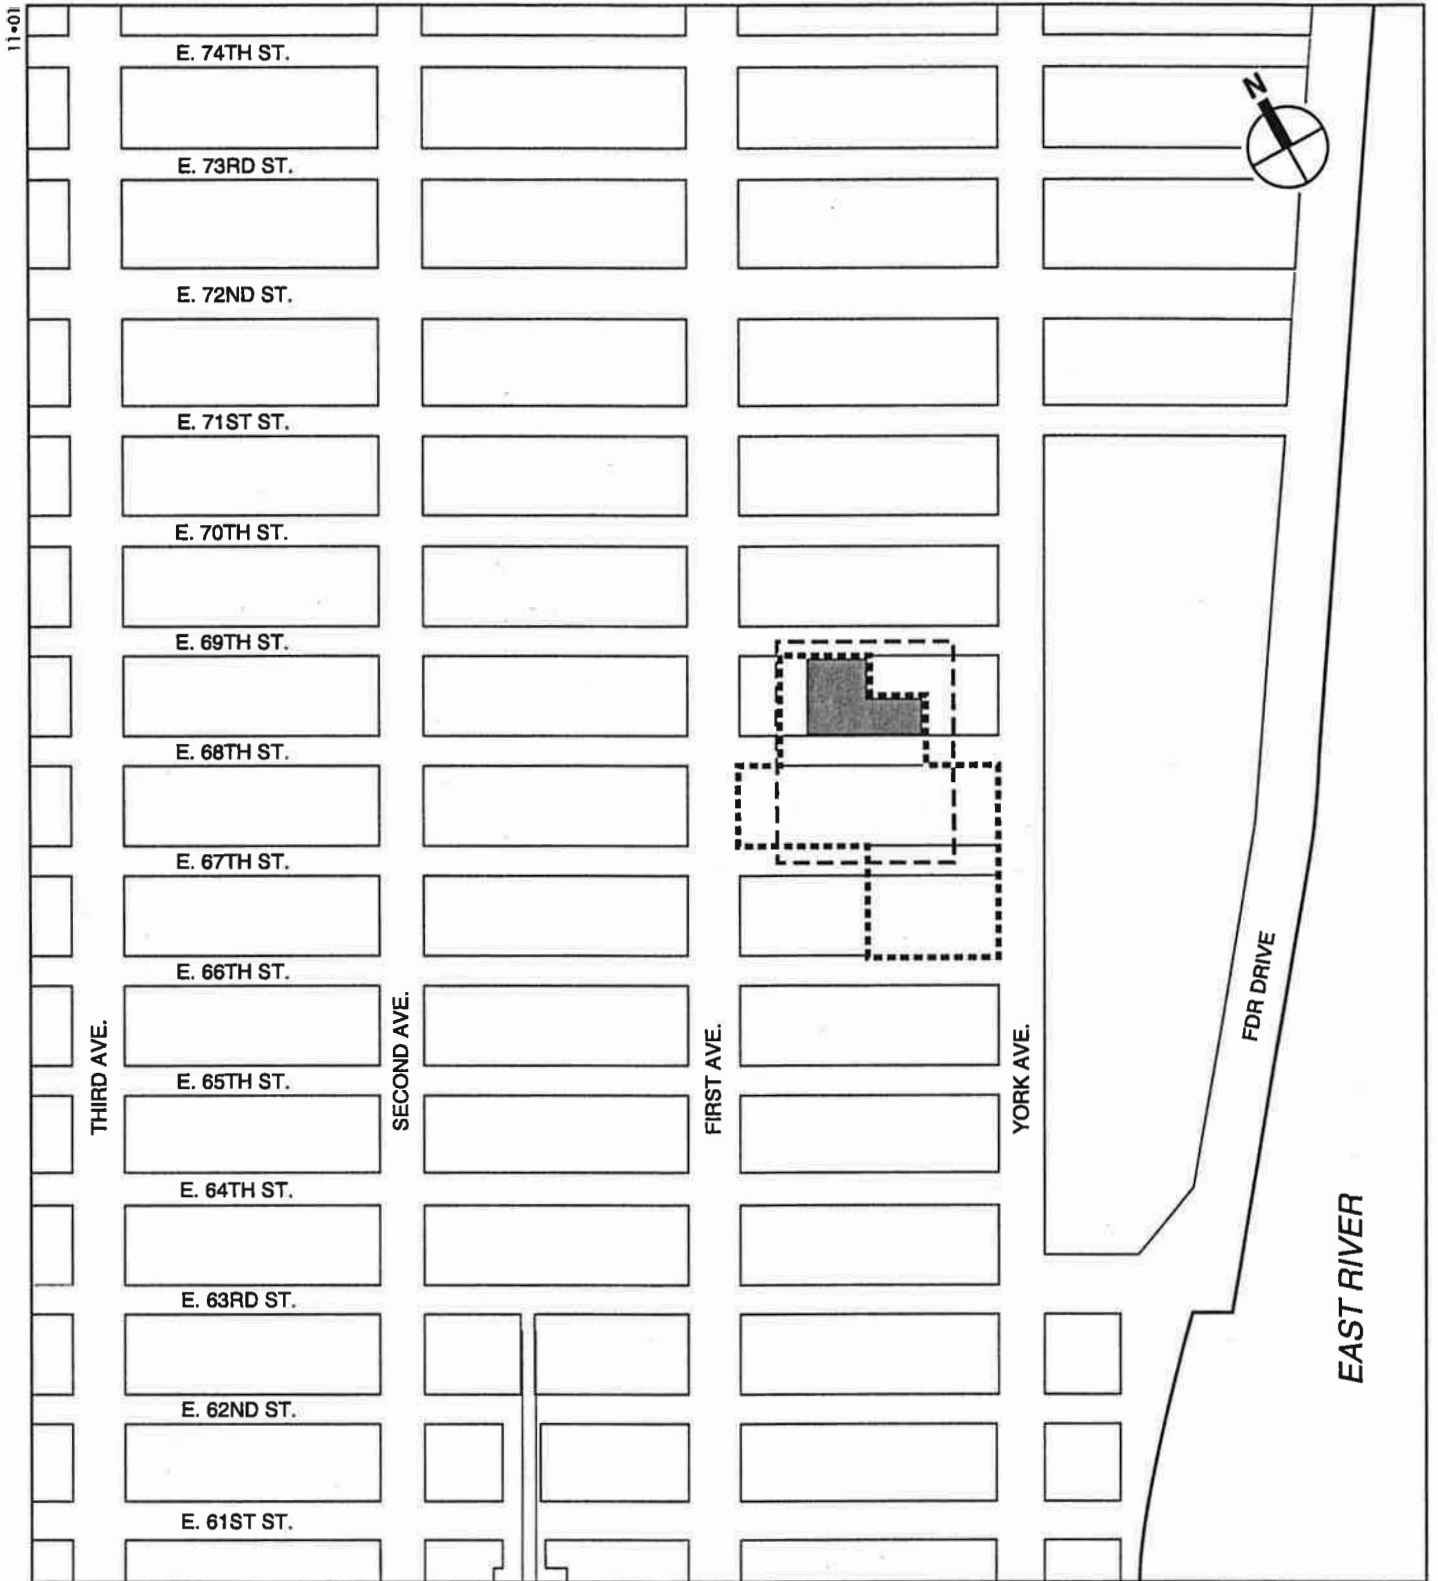 11•01
E. 74TH ST.
N
E. 73RD ST.
E. 72ND ST.
E. 71ST ST.
E. 70TH ST.
E. 69TH ST.
E. 68TH ST.
E. 67TH ST.
E. 66TH ST.
THIRD AVE.
SECOND AVE.
FIRST AVE.
YORK AVE.
FDR DRIVE
E. 65TH ST.
E. 64TH ST.
EAST RIVER
E. 63RD ST.
E. 62ND ST.
E. 61ST ST.